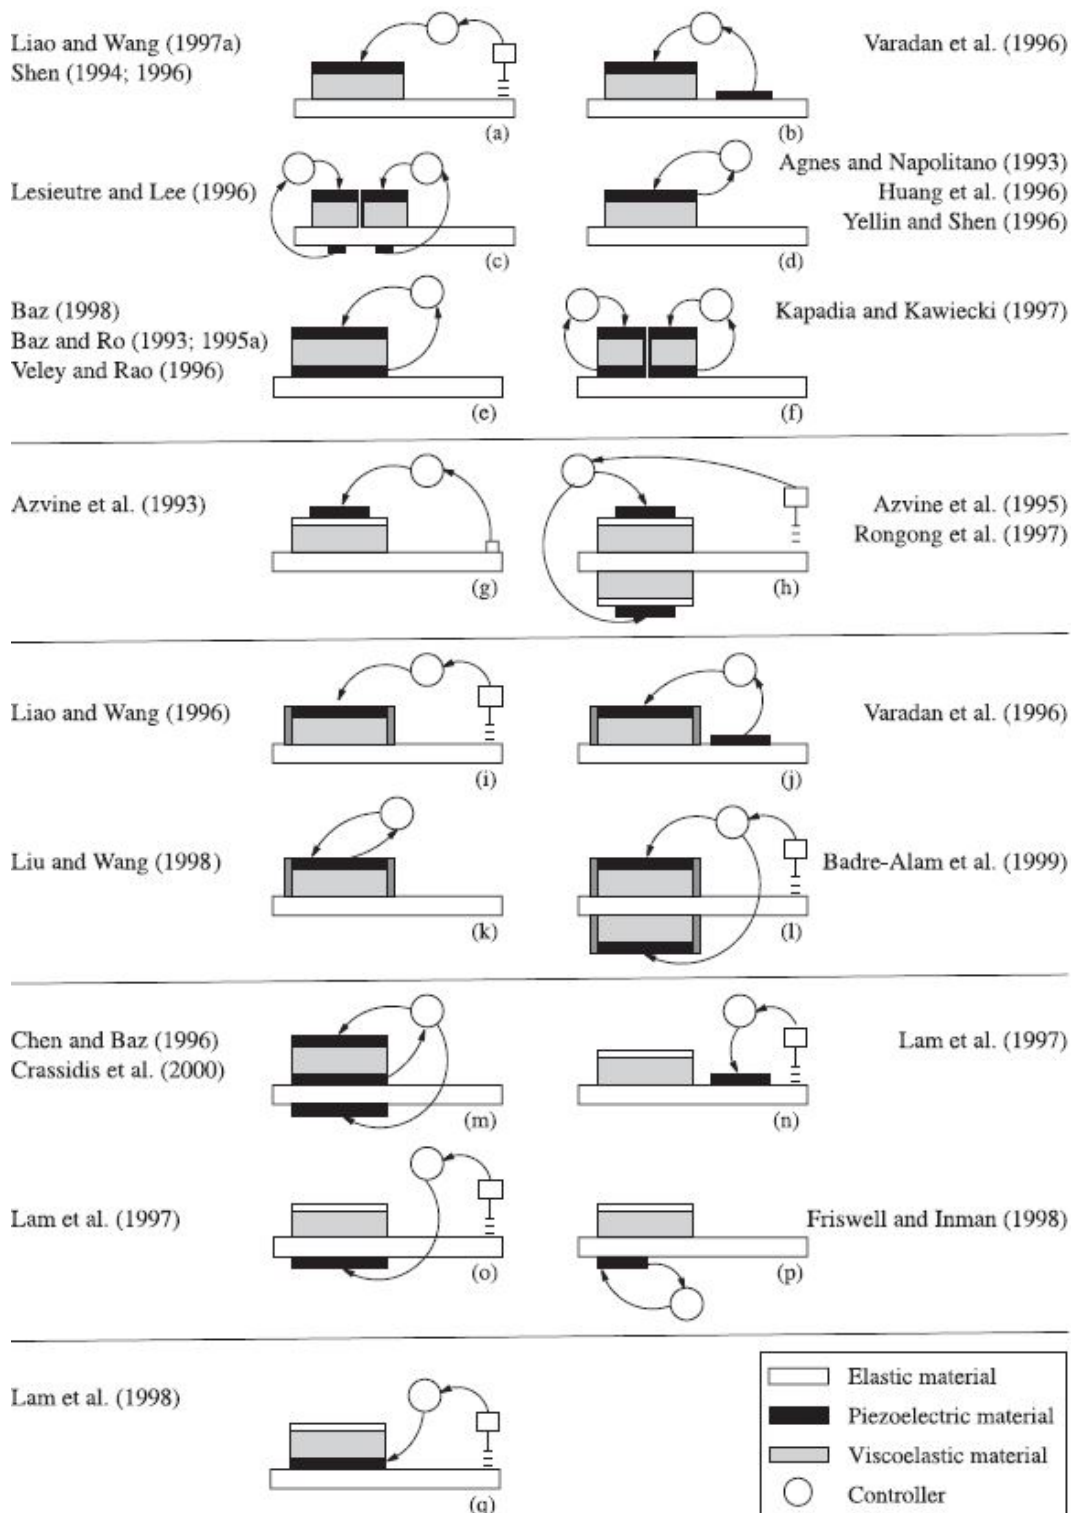 Liao and Wang (1997a)
Shen (1994; 1996)
(a)
Varadan et al. (1996)
(b)
Lesieutre and Lee (1996)
(c)
Agnes and Napolitano (1993)
Huang et al. (1996)
Yellin and Shen (1996)
(d)
Baz (1998)
Baz and Ro (1993; 1995a)
Veley and Rao (1996)
(e)
Kapadia and Kawiecki (1997)
(f)
Azvine et al. (1993)
(g)
Azvine et al. (1995)
Rongong et al. (1997)
(h)
Liao and Wang (1996)
(i)
Varadan et al. (1996)
(j)
Liu and Wang (1998)
(k)
Badre-Alam et al. (1999)
(l)
Chen and Baz (1996)
Crassidis et al. (2000)
(m)
Lam et al. (1997)
(n)
Lam et al. (1997)
(o)
Friswell and Inman (1998)
(p)
Lam et al. (1998)
(q)
Elastic material
Piezoelectric material
Viscoelastic material
Controller